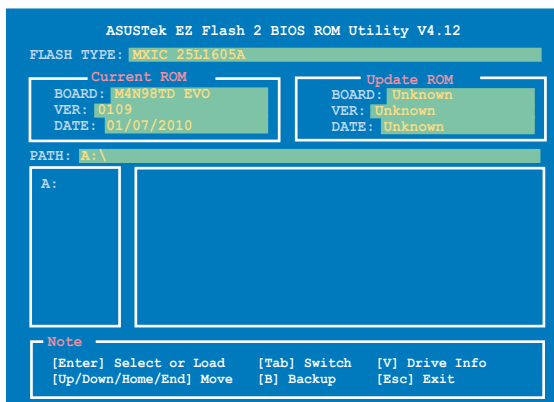 ASUSTek EZ Flash 2 BIOS ROM Utility V4.12
FLASH TYPE: MXIC 25L1605A
Current ROM
BOARD: M4N98TD EVO
VER: 0109
DATE: 01/07/2010
Update ROM
BOARD: Unknown
VER: Unknown
DATE: Unknown
PATH: A:\
A:
Note
[Enter] Select or Load [Tab] Switch [V] Drive Info
[Up/Down/Home/End] Move [B] Backup [Esc] Exit